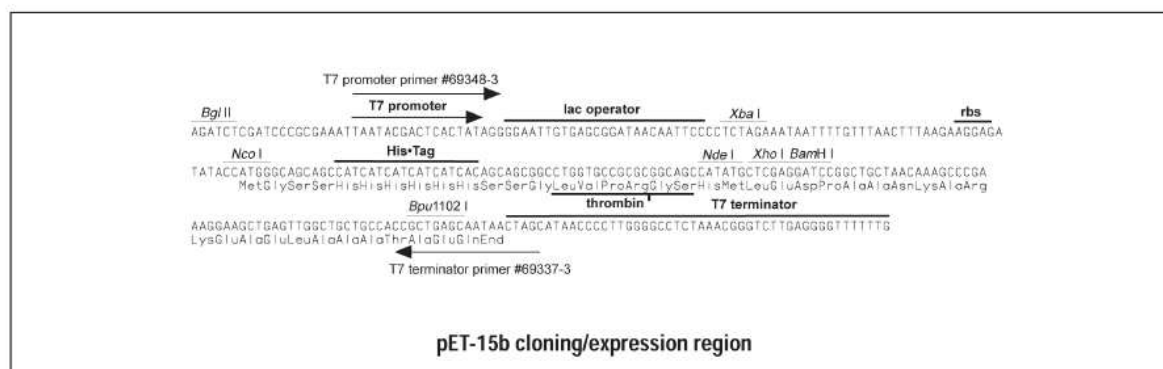 T7 promoter primer #69348-3
Bgl II T7 promoter lac operator Xba I rbs
AGATCTCGATCCCGCGAAATTAATACGACTCACTATAGGGGAATTGTGAGCGGATAACAATTCCCCTCTAGAAATAATTTTGTTTAACTTTAAGAAGGAGA
Nco I His•Tag Nde I Xho I BamH I
TATACCATGGGCAGCAGCCATCATCATCATCATCACAGCAGCGGCCTGGTGCCGCGCGGCAGCCATATGCTCGAGGATCCGGCTGCTAACAAAGCCCGA
MetGlySerSerHisHisHisHisHisHisSerSerGlyLeuValProArgGlySerHisMetLeuGluAspProAlaAlaAsnLysAlaArg
Bpu1102 I thrombin T7 terminator
AAGGAAGCTGAGTTGGCTGCTGCCACCGCTGAGCAATAACTAGCATAACCCCTTGGGGCCTCTAAACGGGTCTTGAGGGGTTTTTTG
LysGluAlaGluLeuAlaAlaAlaThrAlaGluGlnEnd
T7 terminator primer #69337-3
pET-15b cloning/expression region